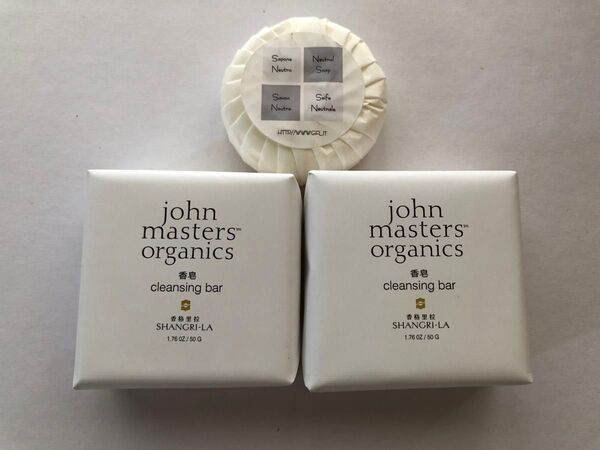 Sapone
Neutro
Neutral
Soap
Savon
Neutre
Seife
Neutrale
HTTP//WWW.GFL.IT
john
masters™
organics
香皂
cleansing bar
香格里拉
SHANGRI-LA
1.76 OZ / 50 G
john
masters™
organics
香皂
cleansing bar
香格里拉
SHANGRI-LA
1.76 OZ / 50 G